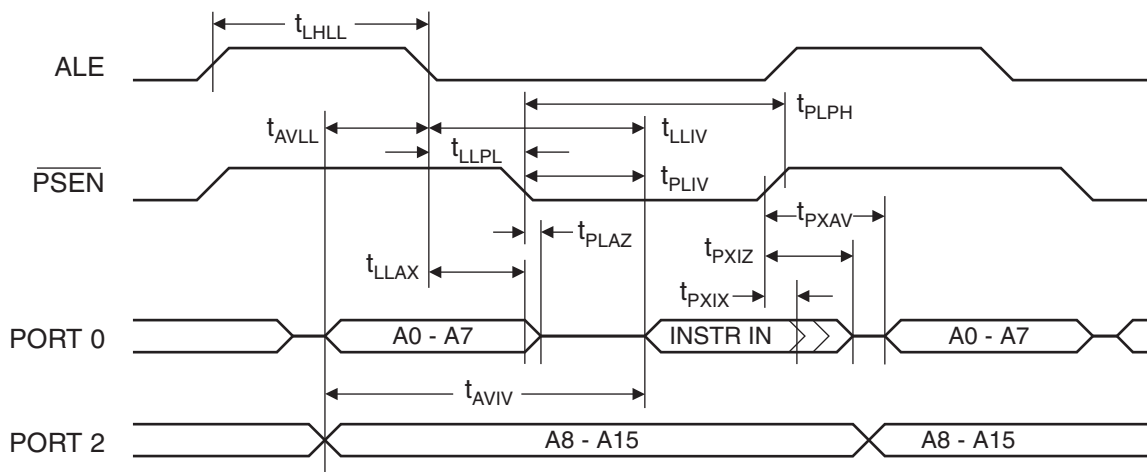 tLHLL
ALE
tPLPH
tAVLL
tLLIV
tLLPL
PSEN
tPLIV
tPXAV
tPLAZ
tPXIZ
tLLAX
tPXIX
PORT 0
A0 - A7
INSTR IN
A0 - A7
tAVIV
PORT 2
A8 - A15
A8 - A15